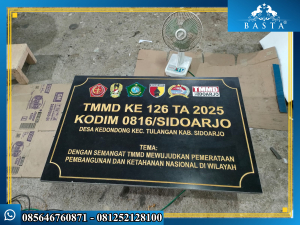 BASTA
TMMD
SIDOARJO
TMMD KE 126 TA 2025
KODIM 0816/SIDOARJO
DESA KEDONDONG KEC. TULANGAN KAB. SIDOARJO
TEMA:
DENGAN SEMANGAT TMMD MEWUJUDKAN PEMERATAAN
PEMBANGUNAN DAN KETAHANAN NASIONAL DI WILAYAH
085646760871 - 081252128100